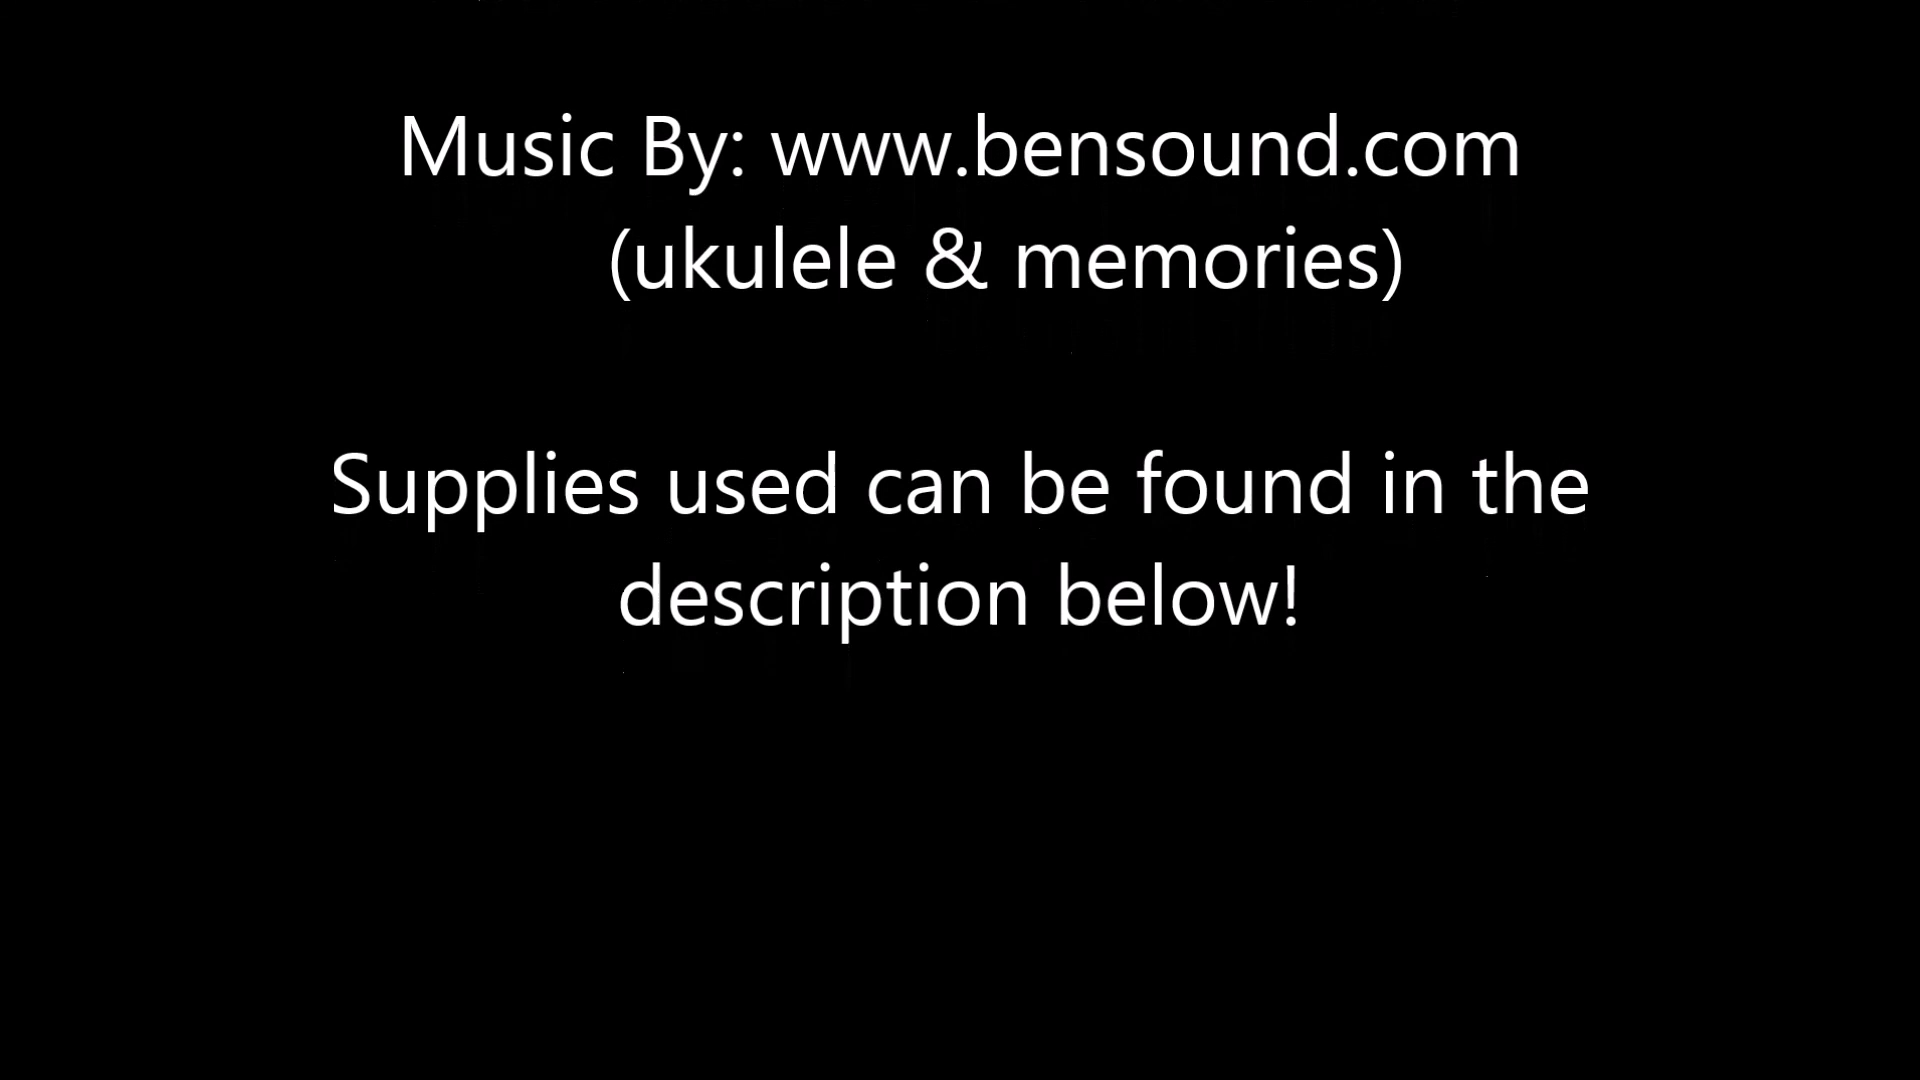 Music By: www.bensound.com
(ukulele & memories)
Supplies used can be found in the
description below!